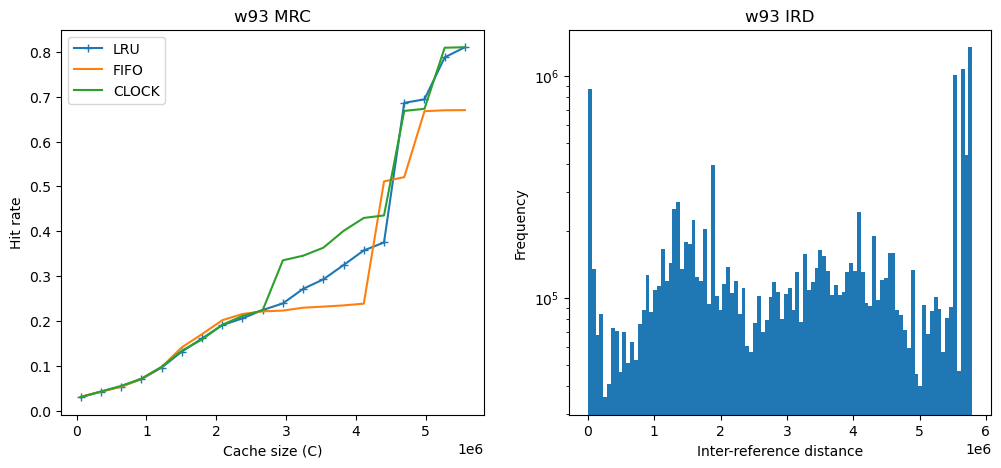 w93 MRC
LRU
FIFO
CLOCK
Hit rate
0.8
0.7
0.6
0.5
0.4
0.3
0.2
0.1
0.0
0 1 2 3 4 5
1e6
Cache size (C)
w93 IRD
Frequency
10^6
10^5
0 1 2 3 4 5 6
1e6
Inter-reference distance